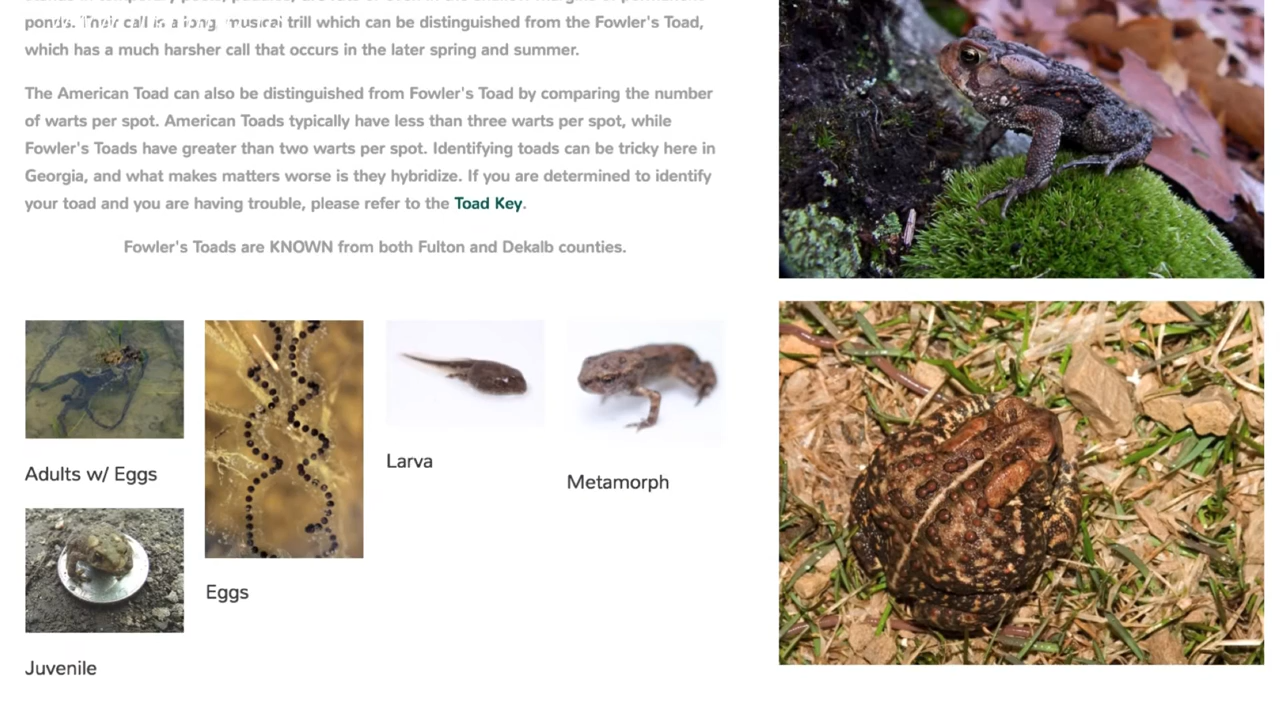 ponds. Their call is a long, musical trill which can be distinguished from the Fowler's Toad,
which has a much harsher call that occurs in the later spring and summer.
The American Toad can also be distinguished from Fowler's Toad by comparing the number
of warts per spot. American Toads typically have less than three warts per spot, while
Fowler's Toads have greater than two warts per spot. Identifying toads can be tricky here in
Georgia, and what makes matters worse is they hybridize. If you are determined to identify
your toad and you are having trouble, please refer to the Toad Key.
Fowler's Toads are KNOWN from both Fulton and Dekalb counties.
Adults w/ Eggs
Larva
Metamorph
Eggs
Juvenile